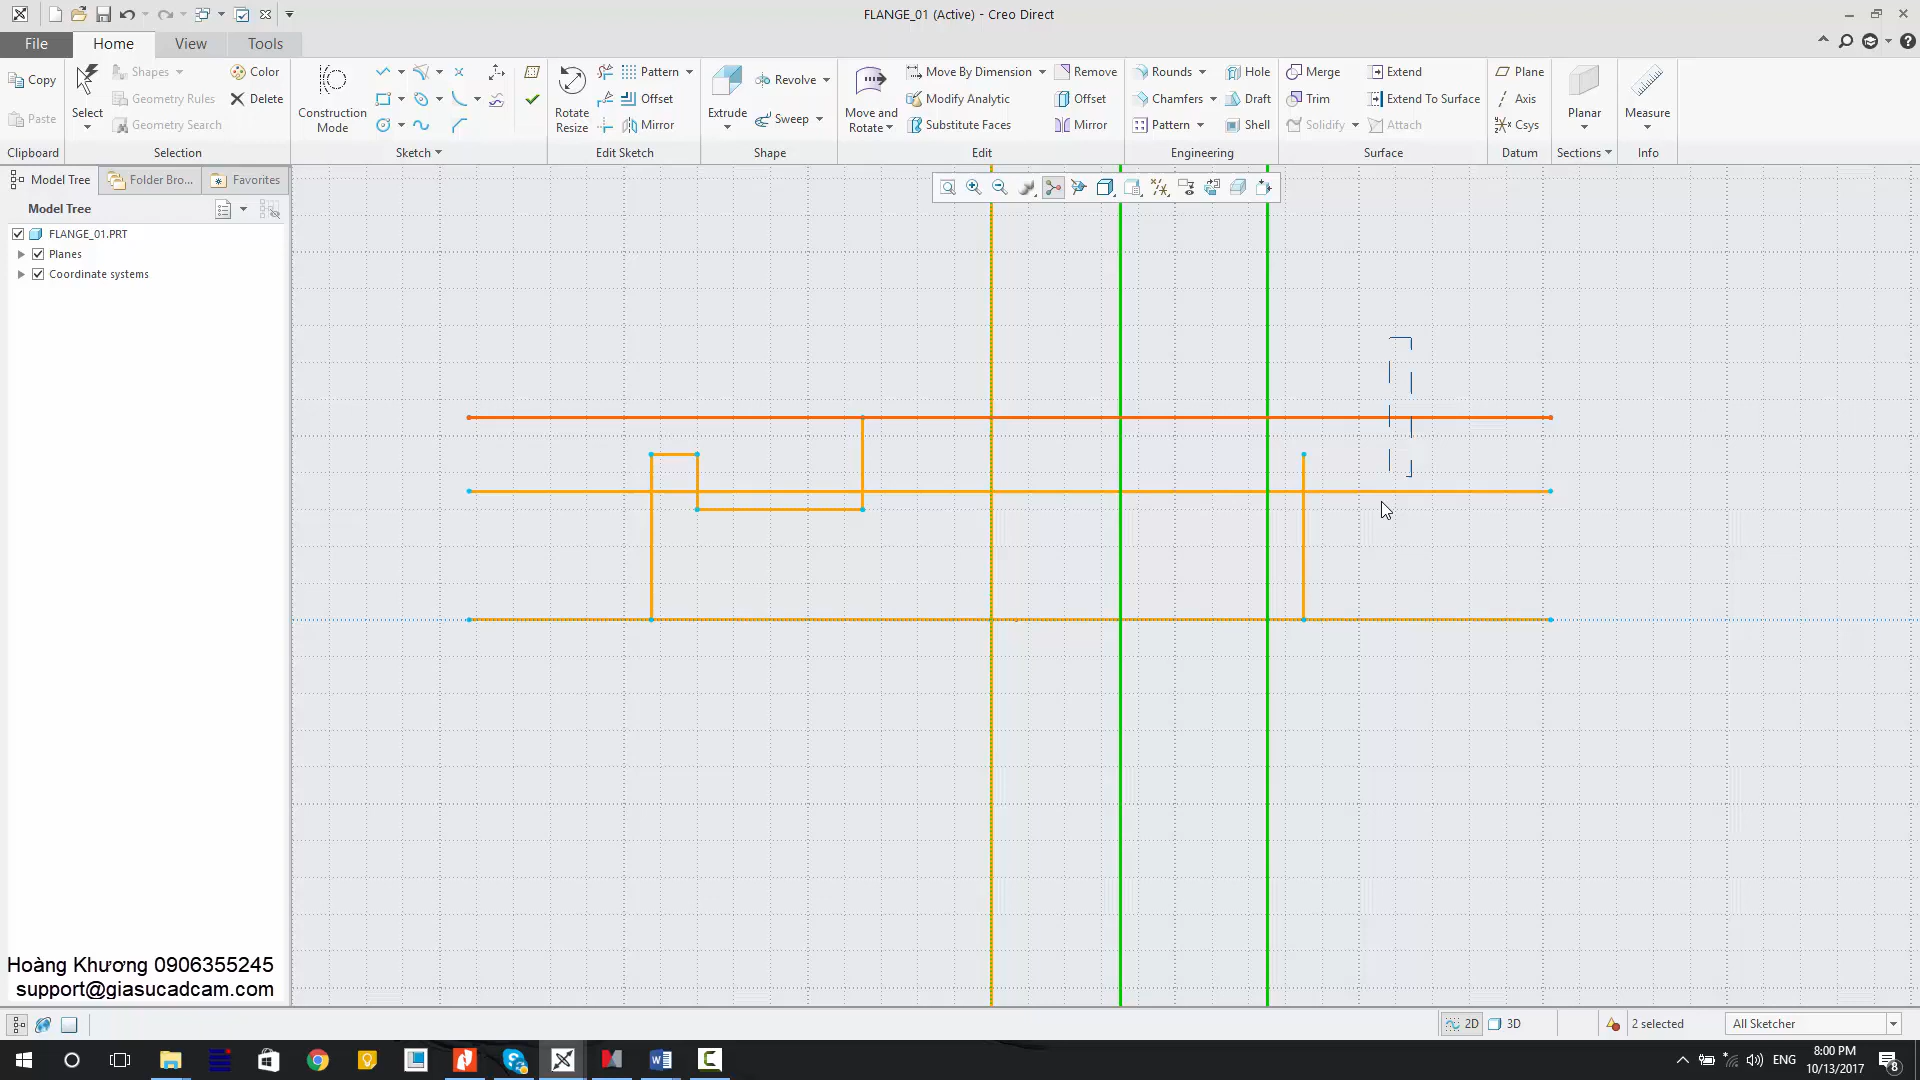 FLANGE_01 (Active) - Creo Direct
File Home View Tools
Copy
Paste
Clipboard
Select
Shapes
Geometry Rules
Geometry Search
Color
Delete
Selection
Construction Mode
Sketch
Rotate Resize
Pattern
Offset
Mirror
Edit Sketch
Extrude
Revolve
Sweep
Shape
Move and Rotate
Move By Dimension
Modify Analytic
Substitute Faces
Remove
Offset
Mirror
Edit
Rounds
Chamfers
Pattern
Hole
Draft
Shell
Engineering
Merge
Trim
Solidify
Extend
Extend To Surface
Attach
Surface
Plane
Axis
Csys
Datum
Planar
Sections
Measure
Info
Model Tree Folder Bro... Favorites
Model Tree
FLANGE_01.PRT
Planes
Coordinate systems
Hoàng Khương 0906355245
support@giasucadcam.com
2D 3D 2 selected All Sketcher
ENG
8:00 PM
10/13/2017
8